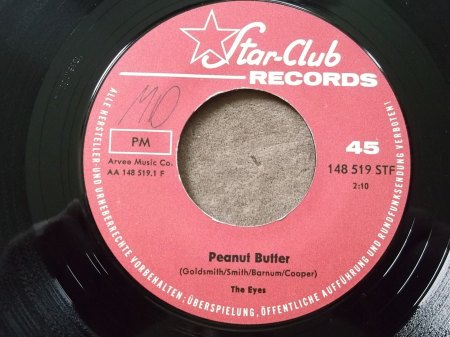 Star-Club
RECORDS
MO
PM
45
Arvee Music Co.
AA 148 519.1 F
148 519 STF
2:10
Peanut Butter
(Goldsmith/Smith/Barnum/Cooper)
The Eyes
ALLE HERSTELLER- UND URHEBERRECHTE VORBEHALTEN; ÜBERSPIELUNG, ÖFFENTLICHE AUFFÜHRUNG UND RUNDFUNKSENDUNG VERBOTEN!